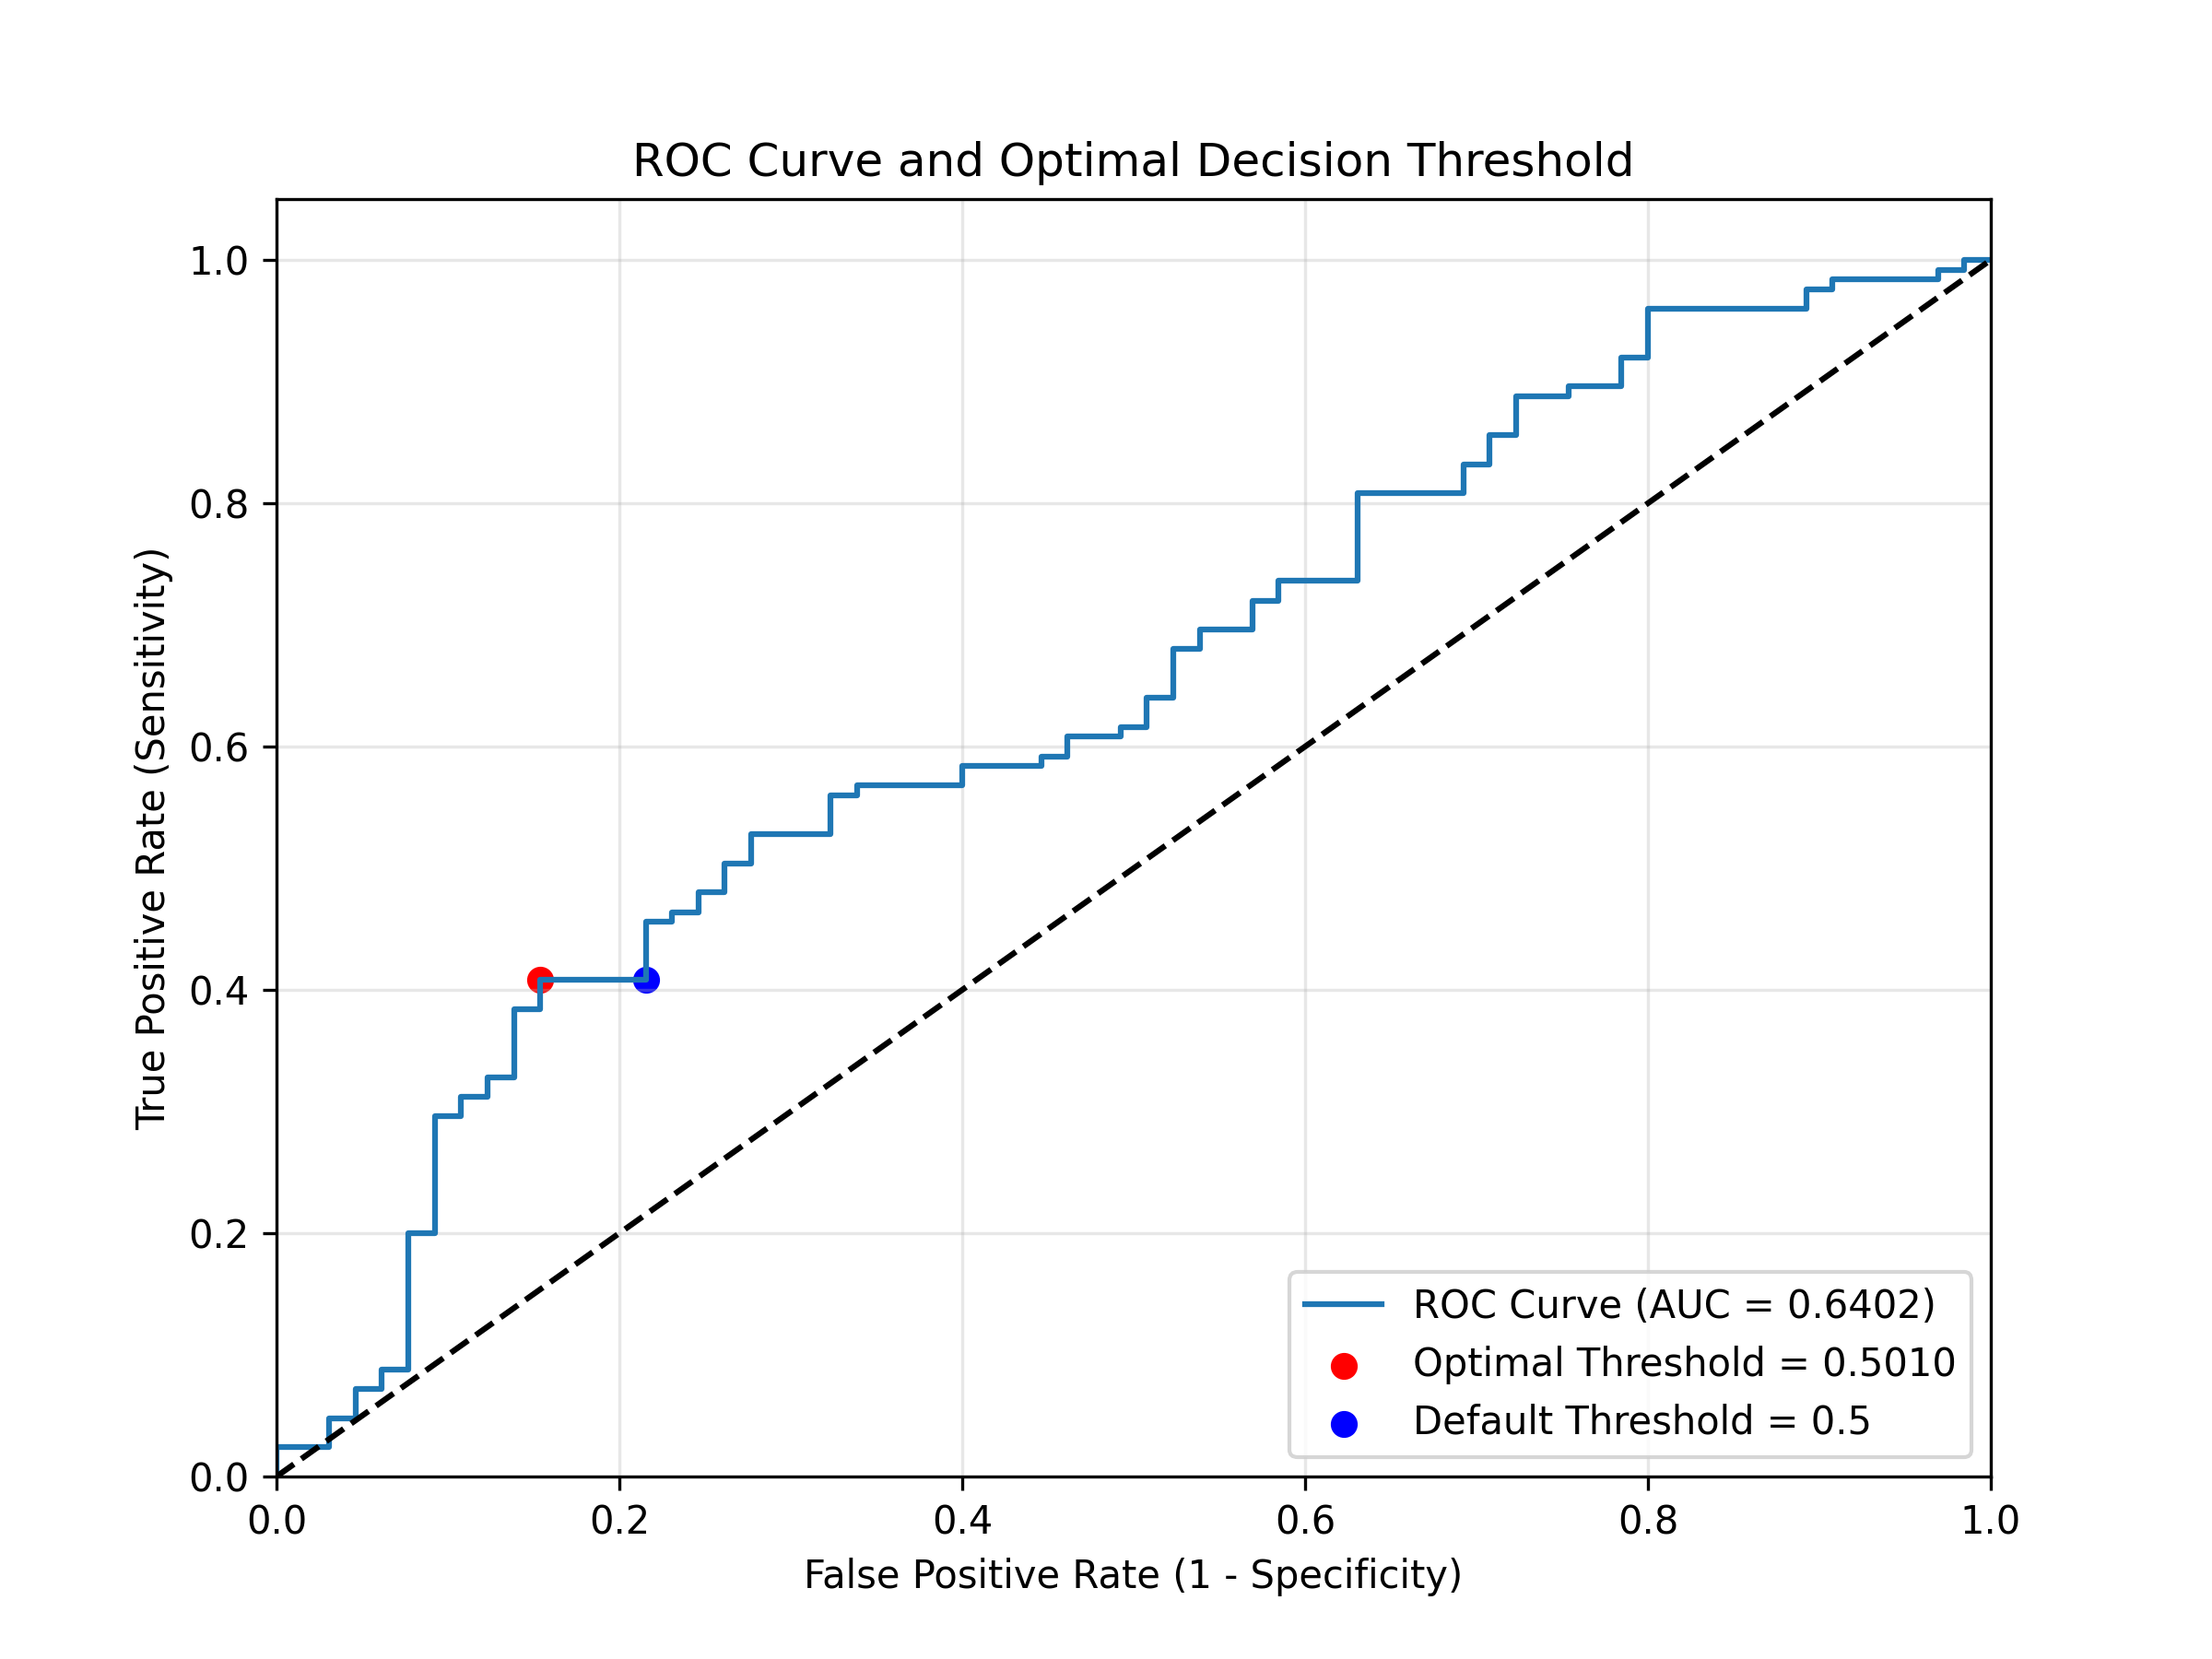 ROC Curve and Optimal Decision Threshold
True Positive Rate (Sensitivity)
1.0
0.8
0.6
0.4
0.2
0.0
0.0 0.2 0.4 0.6 0.8 1.0
False Positive Rate (1 - Specificity)
ROC Curve (AUC = 0.6402)
Optimal Threshold = 0.5010
Default Threshold = 0.5